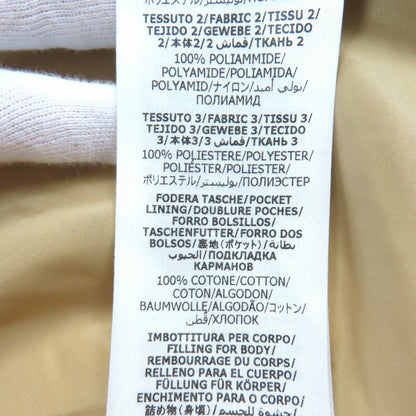 TESSUTO 2/FABRIC 2/TISSU 2/
TEJIDO 2/GEWEBE 2/TECIDO
2/本体2/قماش 2/ТКАНЬ 2
100% POLIAMMIDE/
POLYAMIDE/POLIAMIDA/
POLYAMID/ナイロン/بولي أميد/
ПОЛИАМИД
TESSUTO 3/FABRIC 3/TISSU 3/
TEJIDO 3/GEWEBE 3/TECIDO
3/本体3/قماش 3/ТКАНЬ 3
100% POLIESTERE/POLYESTER/
POLIÉSTER/POLYESTER/
ポリエステル/بوليستر/ПОЛИЭСТЕР
FODERA TASCHE/POCKET
LINING/DOUBLURE POCHES/
FORRO BOLSILLOS/
TASCHENFUTTER/FORRO DOS
BOLSOS/裏地(ポケット)/بطانة
الجيوب/ПОДКЛАДКА
КАРМАНОВ
100% COTONE/COTTON/
COTON/ALGODÓN/
BAUMWOLLE/ALGODÃO/コットン/
قطن/ХЛОПОК
IMBOTTITURA PER CORPO/
FILLING FOR BODY/
REMBOURRAGE DU CORPS/
RELLENO PARA EL CUERPO/
FÜLLUNG FÜR KÖRPER/
ENCHIMENTO PARA O CORPO/
詰め物(身頃)/حشوة للجسم/